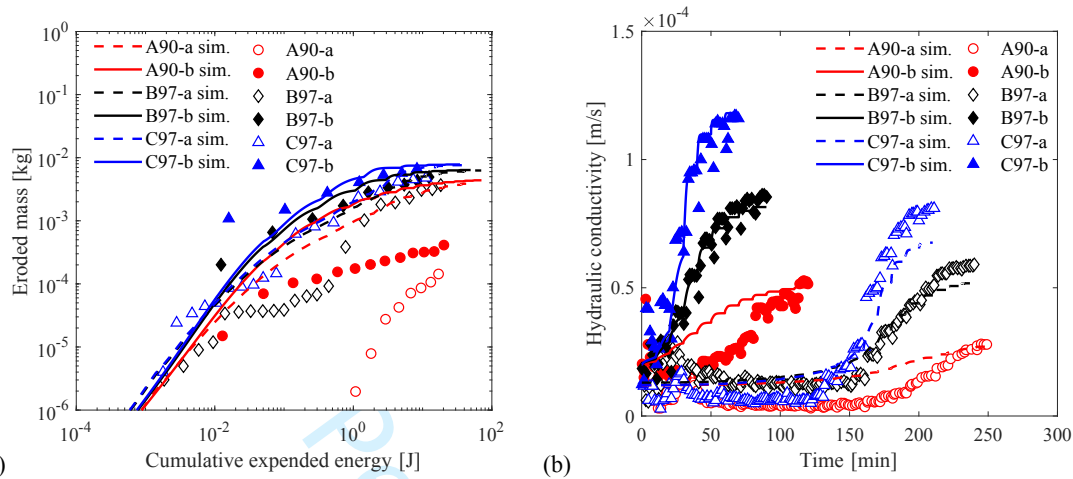 10^0
A90-a sim.
A90-a
A90-b sim.
A90-b
10^-1
B97-a sim.
B97-a
B97-b sim.
B97-b
C97-a sim.
C97-a
10^-2
C97-b sim.
C97-b
10^-3
10^-4
10^-5
10^-6
Eroded mass [kg]
10^-4
10^-2
10^0
10^2
Cumulative expended energy [J]
)
×10^-4
1.5
A90-a sim.
A90-a
A90-b sim.
A90-b
B97-a sim.
B97-a
B97-b sim.
B97-b
C97-a sim.
C97-a
C97-b sim.
C97-b
1
0.5
0
Hydraulic conductivity [m/s]
0
50
100
150
200
250
300
(b)
Time [min]